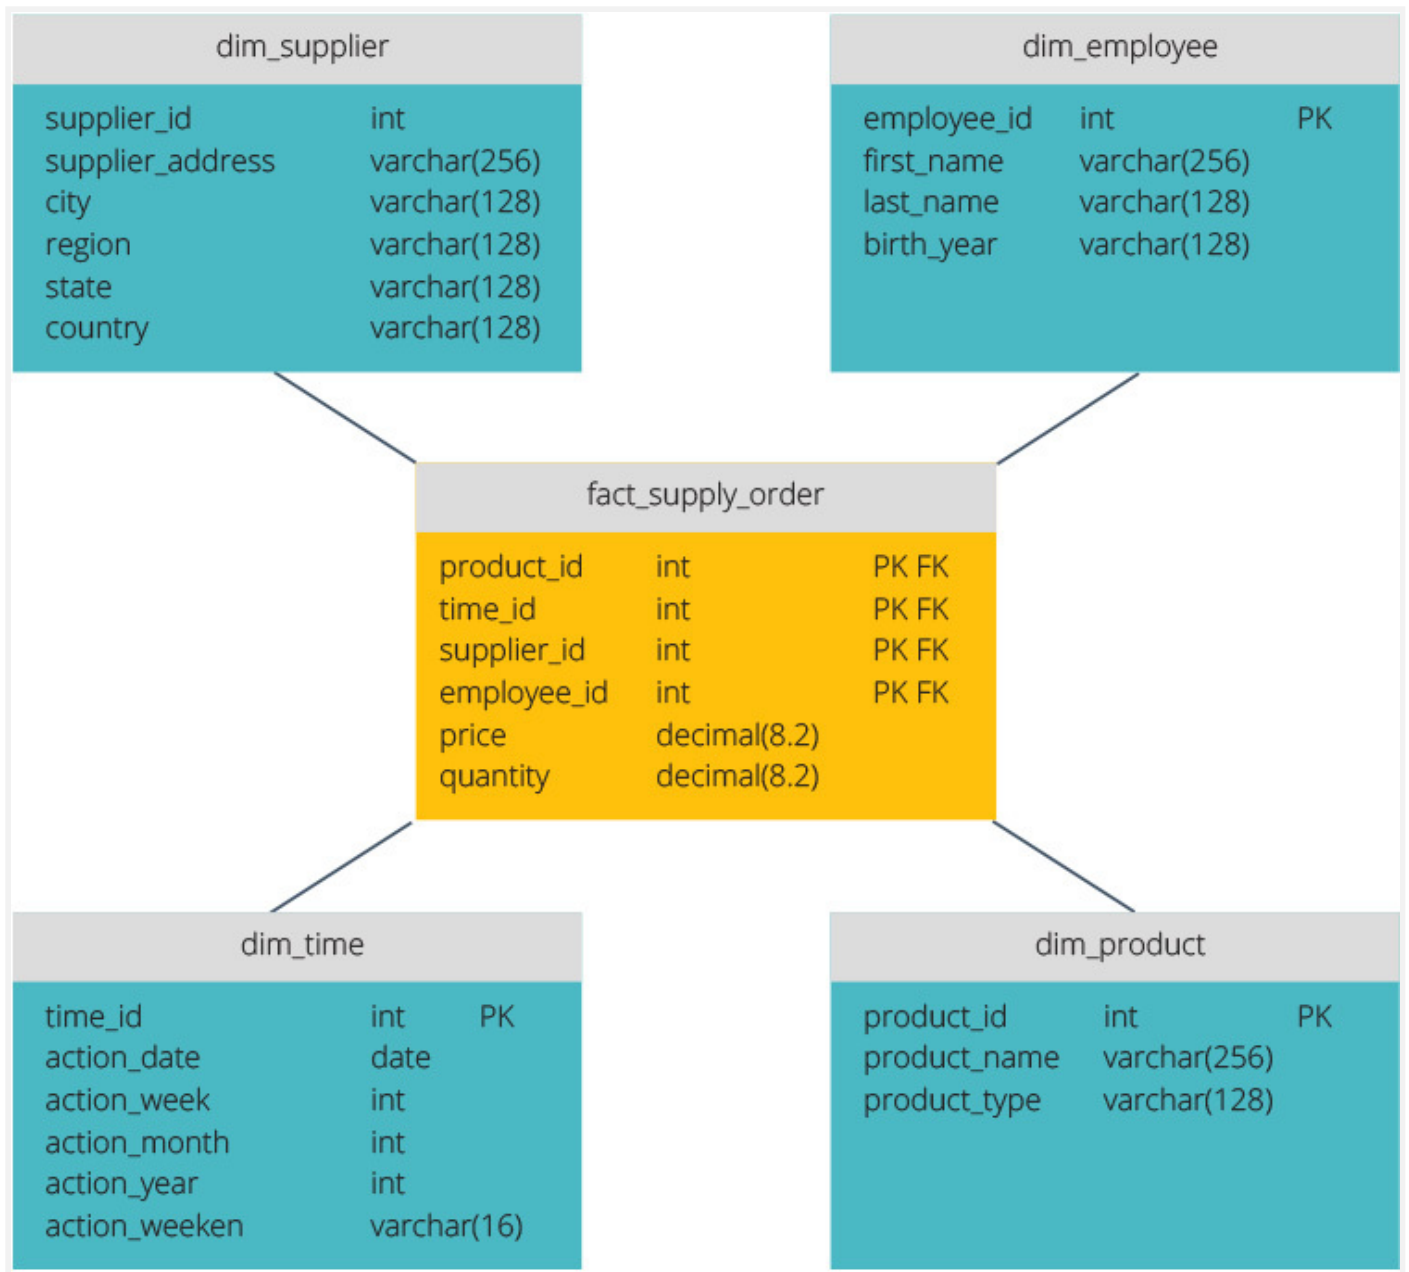 dim_supplier
supplier_id int
supplier_address varchar(256)
city varchar(128)
region varchar(128)
state varchar(128)
country varchar(128)
dim_employee
employee_id int PK
first_name varchar(256)
last_name varchar(128)
birth_year varchar(128)
fact_supply_order
product_id int PK FK
time_id int PK FK
supplier_id int PK FK
employee_id int PK FK
price decimal(8.2)
quantity decimal(8.2)
dim_time
time_id int PK
action_date date
action_week int
action_month int
action_year int
action_weeken varchar(16)
dim_product
product_id int PK
product_name varchar(256)
product_type varchar(128)